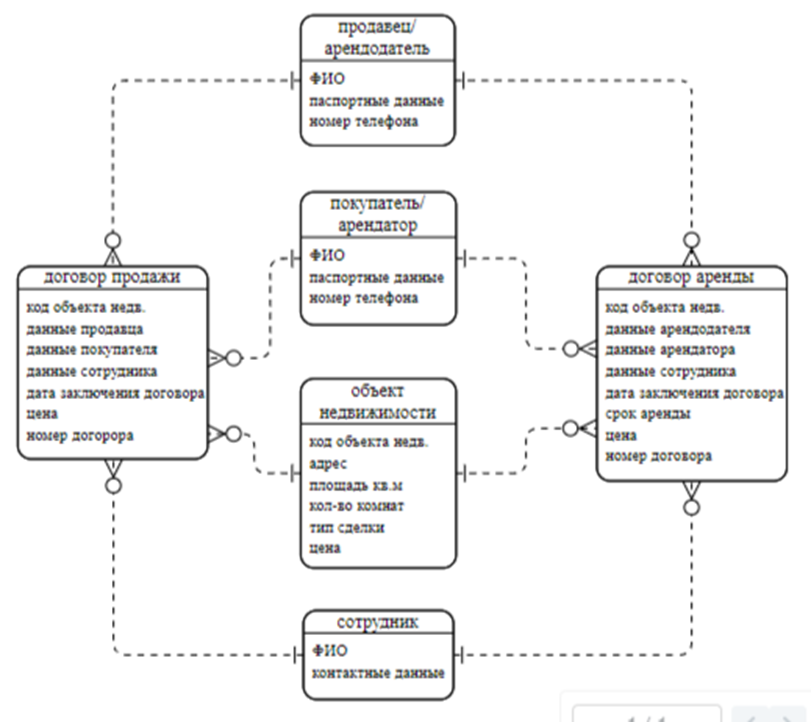 продавец/
арендодатель
ФИО
паспортные данные
номер телефона
покупатель/
арендатор
ФИО
паспортные данные
номер телефона
договор продажи
код объекта недв.
данные продавца
данные покупателя
данные сотрудника
дата заключения договора
цена
номер догорора
договор аренды
код объекта недв.
данные арендодателя
данные арендатора
данные сотрудника
дата заключения договора
срок аренды
цена
номер договора
объект
недвижимости
код объекта недв.
адрес
площадь кв.м
кол-во комнат
тип сделки
цена
сотрудник
ФИО
контактные данные